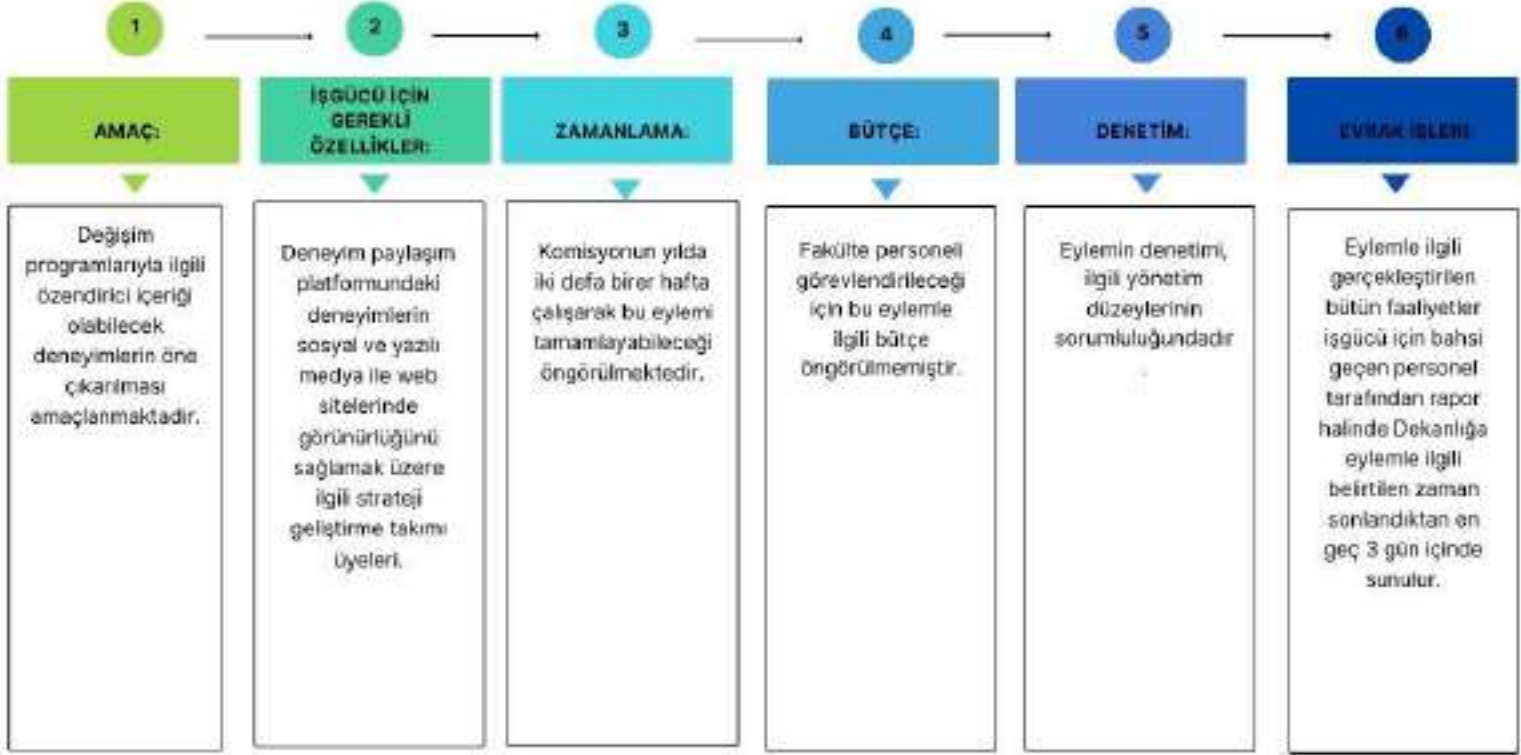 1
2
3
4
5
6
AMAÇ:
İŞGÜCÜ İÇİN
GEREKLİ
ÖZELLİKLER:
ZAMANLAMA:
BÜTÇE:
DENETİM:
EVRAK İŞLERİ:
Değişim
programlarıyla ilgili
özendirici içeriği
olabilecek
deneyimlerin öne
çıkarılması
amaçlanmaktadır.
Deneyim paylaşım
platformundaki
deneyimlerin
sosyal ve yazılı
medya ile web
sitelerinde
görünürlüğünü
sağlamak üzere
ilgili strateji
geliştirme takımı
üyeleri.
Komisyonun yılda
iki defa birer hafta
çalışarak bu eylemi
tamamlayabileceği
öngörülmektedir.
Fakülte personeli
görevlendirileceği
için bu eylemle
ilgili bütçe
öngörülmemiştir.
Eylemin denetimi,
ilgili yönetim
düzeylerinin
sorumluluğundadır
.
Eylemle ilgili
gerçekleştirilen
bütün faaliyetler
işgücü için bahsi
geçen personel
tarafından rapor
halinde Dekanlığa
eylemle ilgili
belirtilen zaman
sonlandıktan en
geç 3 gün içinde
sunulur.